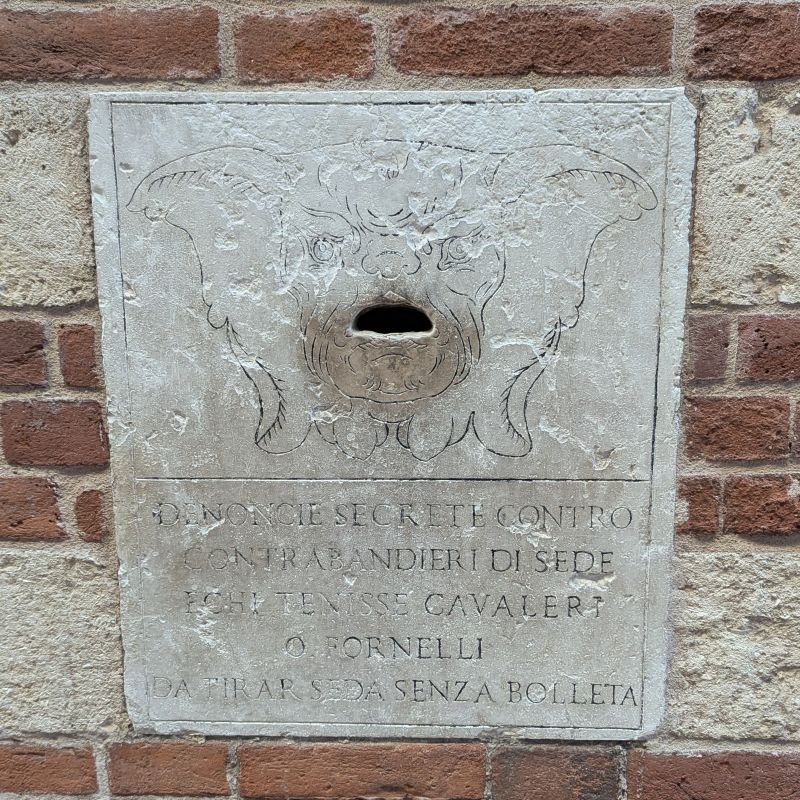 DENONCIE SECRETE CONTRO
CONTRABANDIERI DI SEDE
ECHI TENISSE CAVALERI
O. FORNELLI
DA TIRAR SEDA SENZA BOLLETA